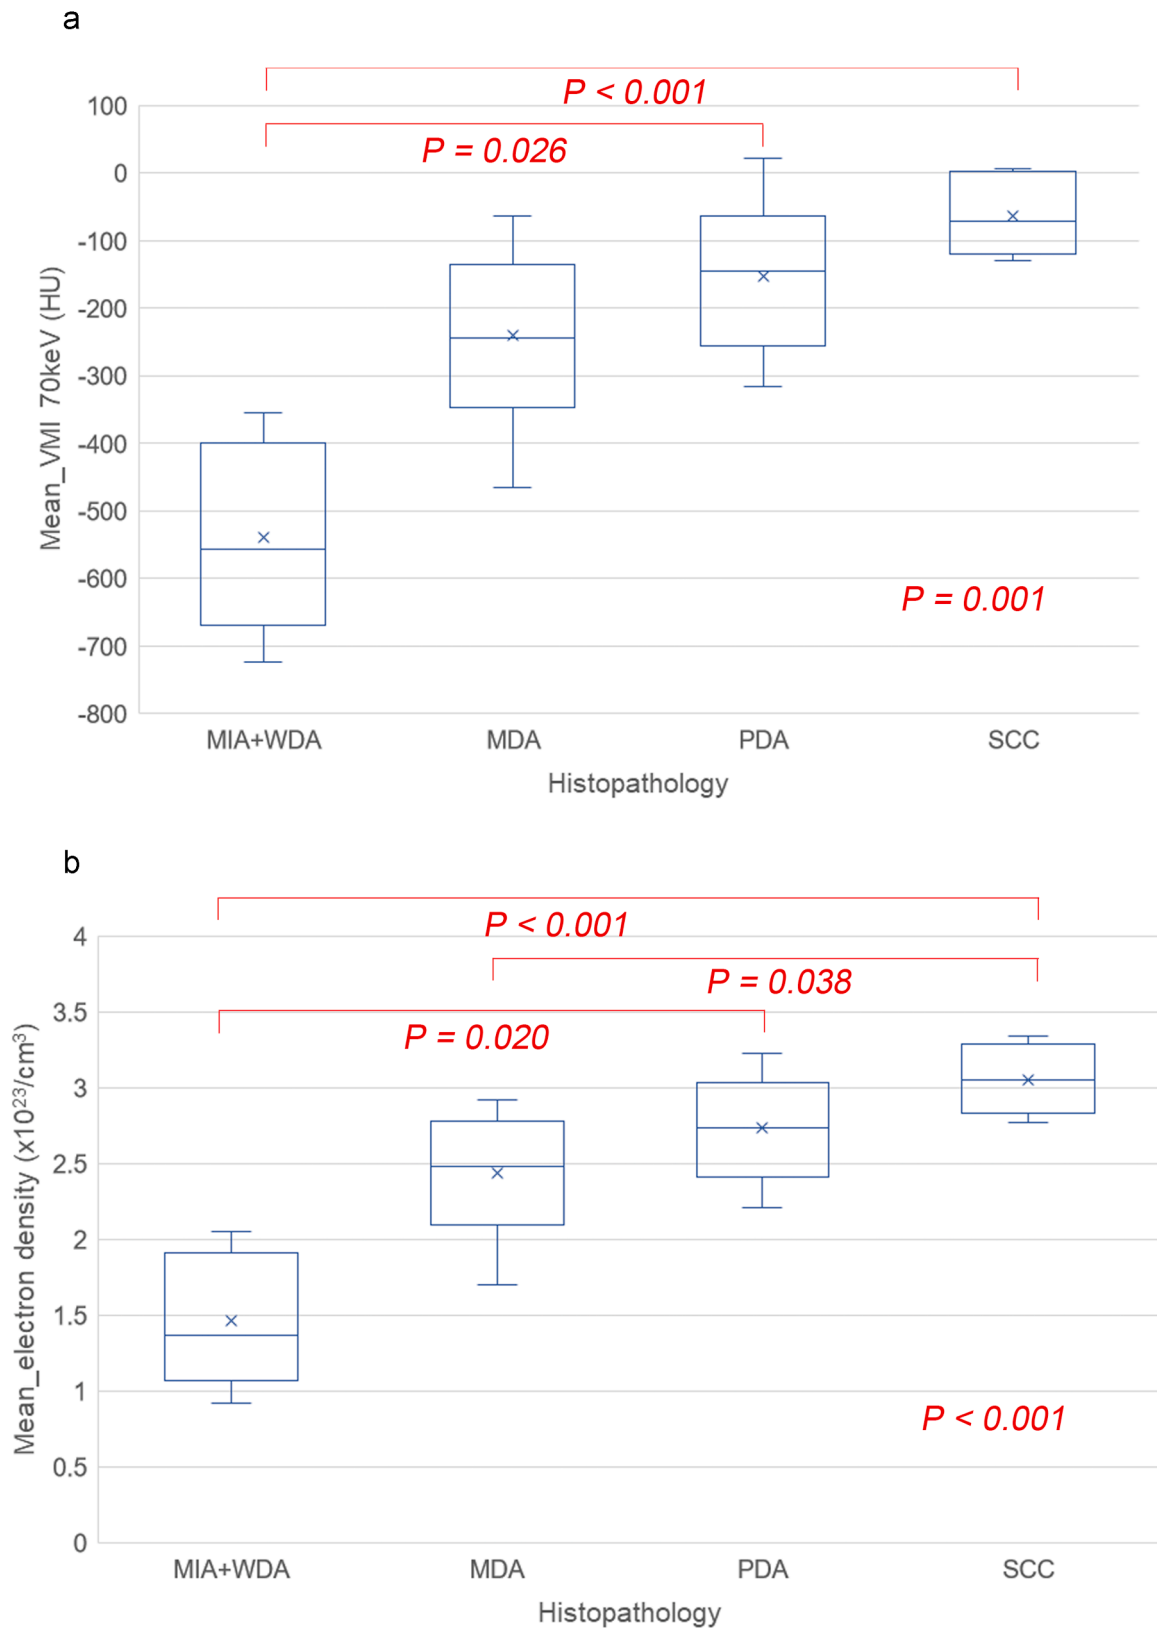 a
P < 0.001
100
P = 0.026
0
-100
-200
-300
-400
-500
-600
-700
-800
Mean_VMI 70keV (HU)
P = 0.001
MIA+WDA MDA PDA SCC
Histopathology
b
P < 0.001
4
P = 0.038
3.5
P = 0.020
3
2.5
2
1.5
1
0.5
0
Mean_electron density (x10²³/cm³)
P < 0.001
MIA+WDA MDA PDA SCC
Histopathology